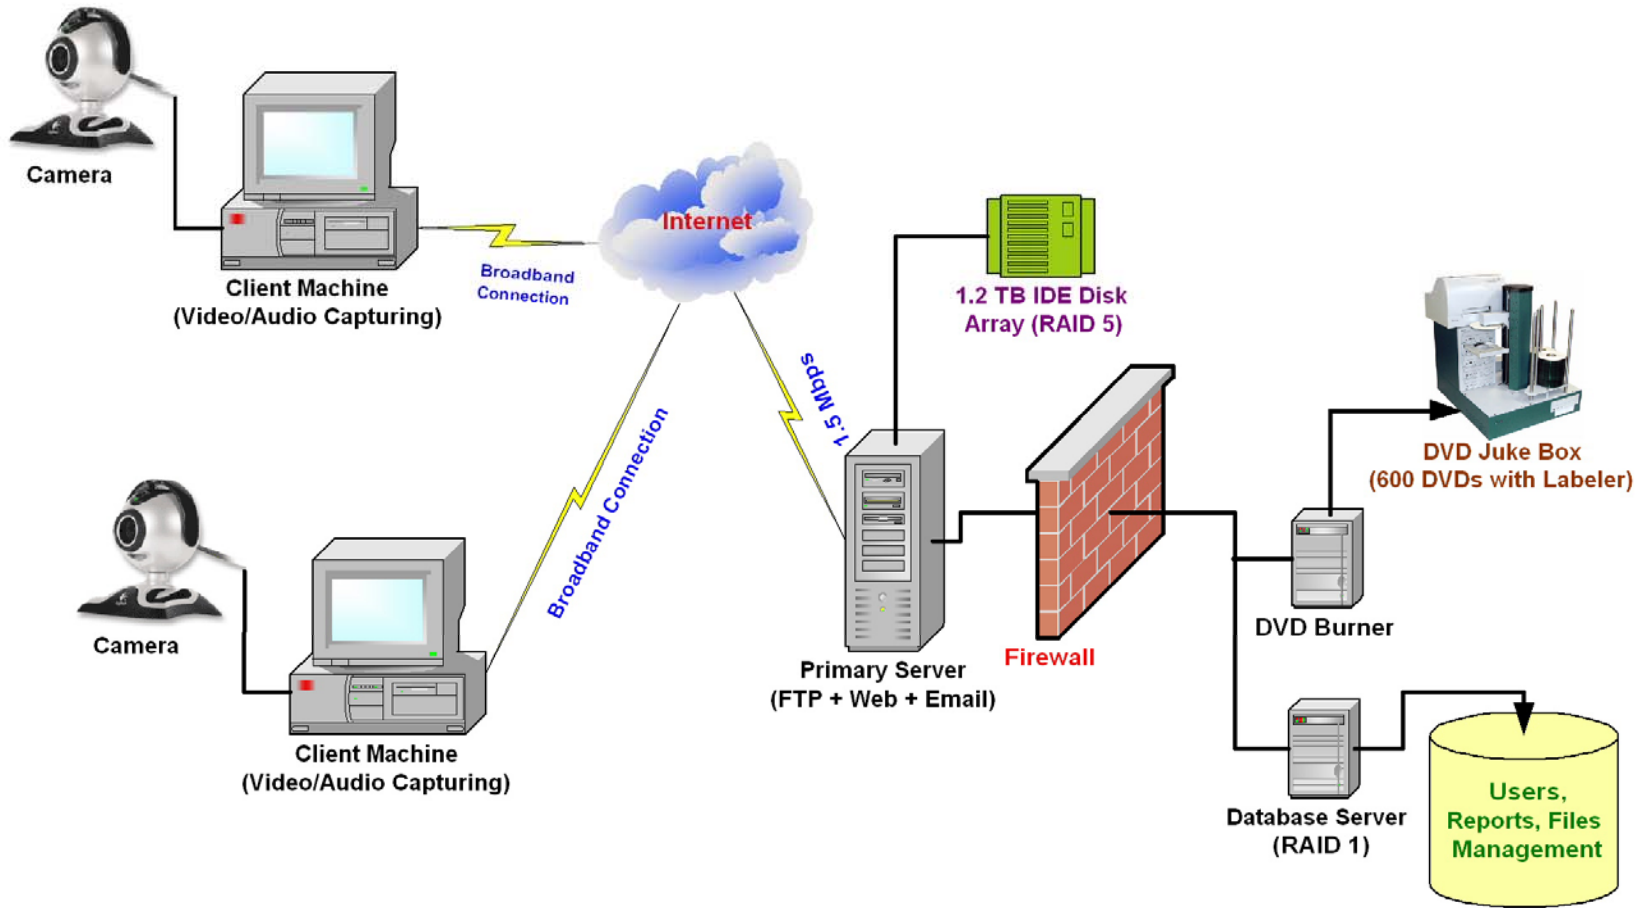 Camera
Client Machine
(Video/Audio Capturing)
Broadband
Connection
Internet
1.2 TB IDE Disk
Array (RAID 5)
1.5 Mbps
Broadband Connection
DVD Juke Box
(600 DVDs with Labeler)
Camera
Client Machine
(Video/Audio Capturing)
Primary Server
(FTP + Web + Email)
Firewall
DVD Burner
Database Server
(RAID 1)
Users,
Reports, Files
Management